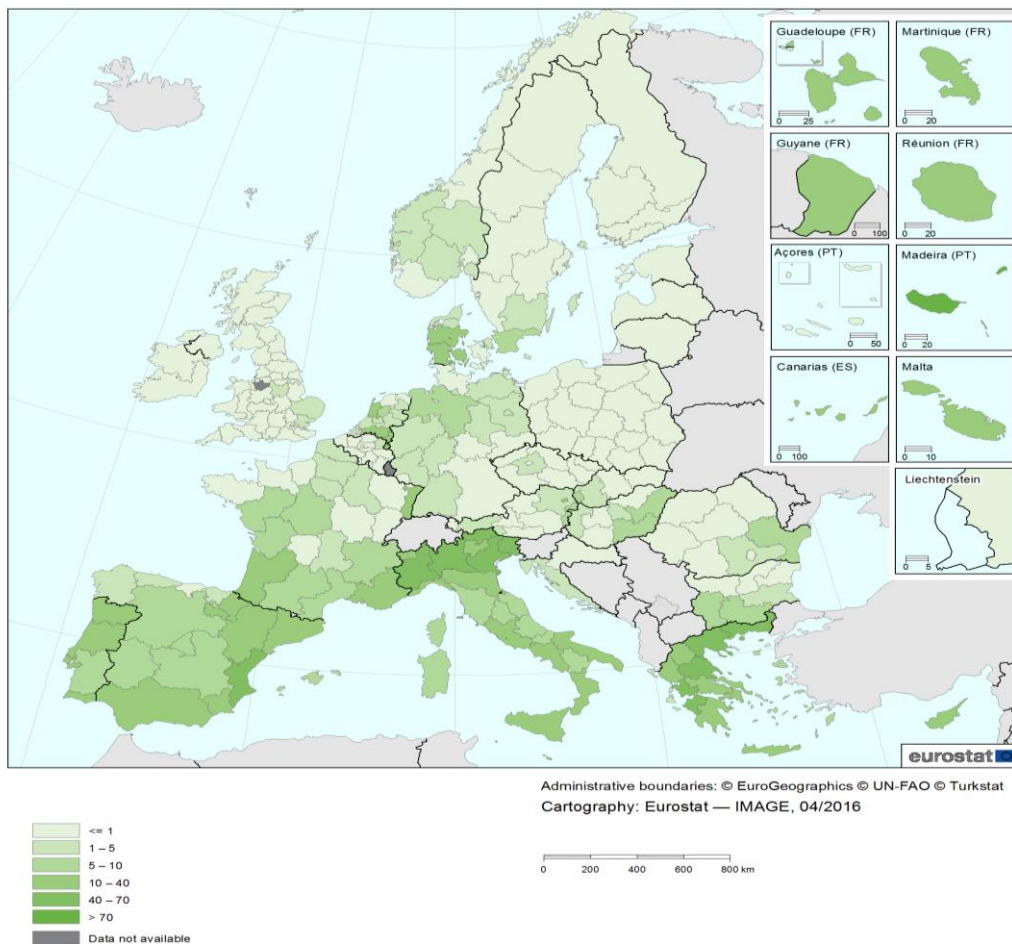 Guadeloupe (FR)
0 25
Martinique (FR)
0 20
Guyane (FR)
0 100
Réunion (FR)
0 20
Açores (PT)
0 50
Madeira (PT)
0 20
Canarias (ES)
0 100
Malta
0 10
Liechtenstein
0 5
eurostat
Administrative boundaries: © EuroGeographics © UN-FAO © Turkstat
Cartography: Eurostat — IMAGE, 04/2016
<= 1
1 – 5
5 – 10
10 – 40
40 – 70
> 70
Data not available
0 200 400 600 800 km